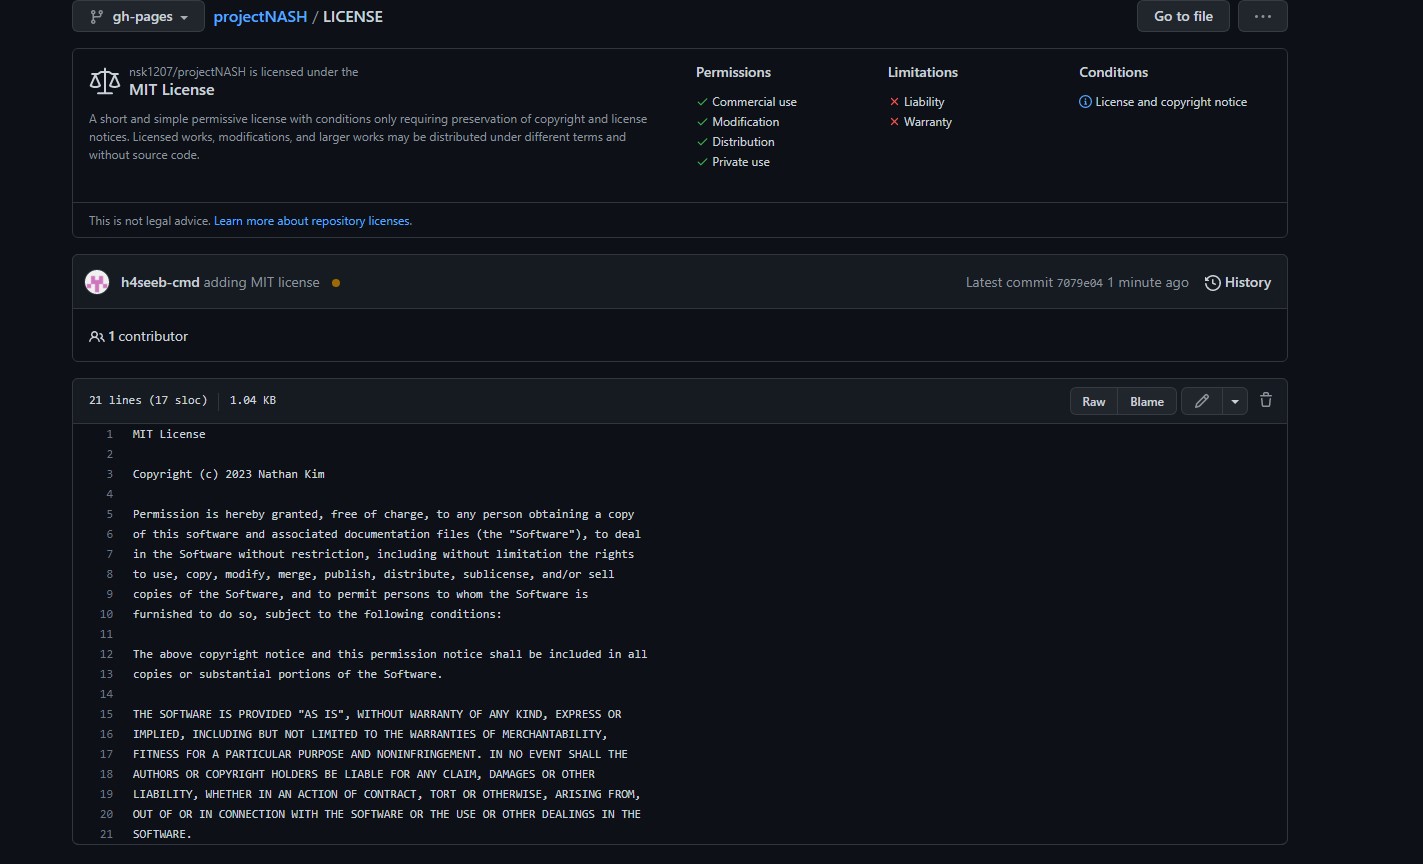 gh-pages projectNASH / LICENSE Go to file ...
nsk1207/projectNASH is licensed under the
MIT License
A short and simple permissive license with conditions only requiring preservation of copyright and license
notices. Licensed works, modifications, and larger works may be distributed under different terms and
without source code.
Permissions
Commercial use
Modification
Distribution
Private use
Limitations
Liability
Warranty
Conditions
License and copyright notice
This is not legal advice. Learn more about repository licenses.
h4seeb-cmd adding MIT license Latest commit 7079e04 1 minute ago History
1 contributor
21 lines (17 sloc) 1.04 KB Raw Blame
1 MIT License
2
3 Copyright (c) 2023 Nathan Kim
4
5 Permission is hereby granted, free of charge, to any person obtaining a copy
6 of this software and associated documentation files (the "Software"), to deal
7 in the Software without restriction, including without limitation the rights
8 to use, copy, modify, merge, publish, distribute, sublicense, and/or sell
9 copies of the Software, and to permit persons to whom the Software is
10 furnished to do so, subject to the following conditions:
11
12 The above copyright notice and this permission notice shall be included in all
13 copies or substantial portions of the Software.
14
15 THE SOFTWARE IS PROVIDED "AS IS", WITHOUT WARRANTY OF ANY KIND, EXPRESS OR
16 IMPLIED, INCLUDING BUT NOT LIMITED TO THE WARRANTIES OF MERCHANTABILITY,
17 FITNESS FOR A PARTICULAR PURPOSE AND NONINFRINGEMENT. IN NO EVENT SHALL THE
18 AUTHORS OR COPYRIGHT HOLDERS BE LIABLE FOR ANY CLAIM, DAMAGES OR OTHER
19 LIABILITY, WHETHER IN AN ACTION OF CONTRACT, TORT OR OTHERWISE, ARISING FROM,
20 OUT OF OR IN CONNECTION WITH THE SOFTWARE OR THE USE OR OTHER DEALINGS IN THE
21 SOFTWARE.